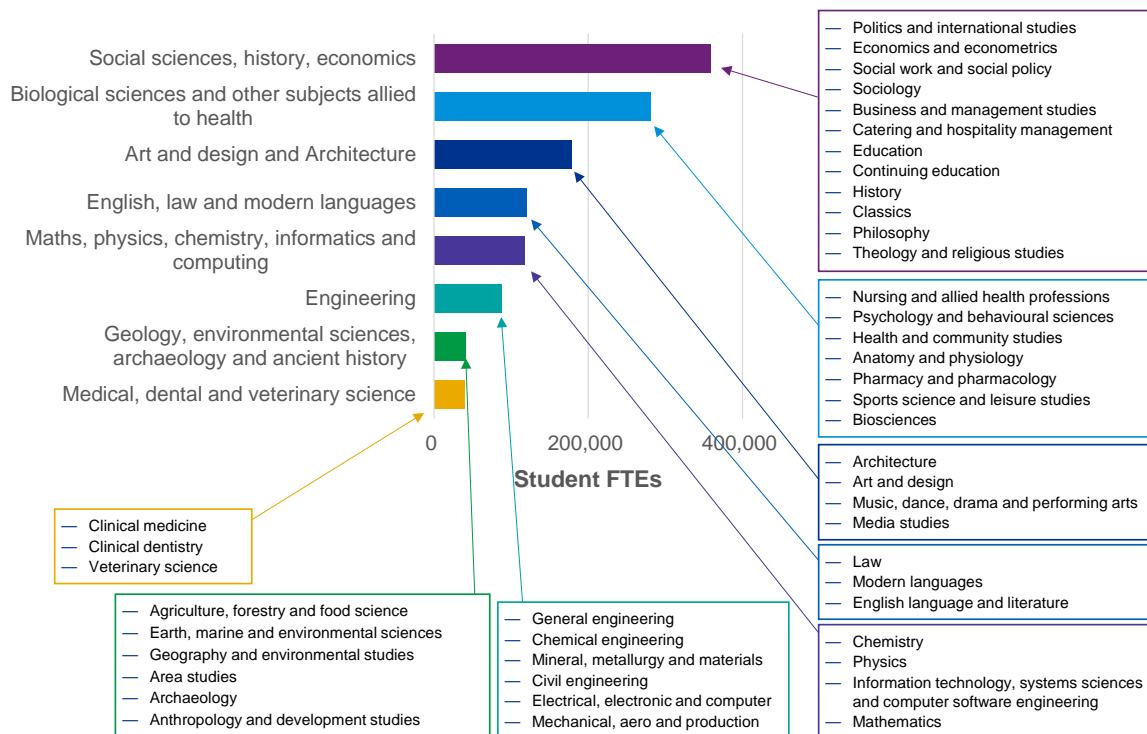 Social sciences, history, economics
Biological sciences and other subjects allied
to health
Art and design and Architecture
English, law and modern languages
Maths, physics, chemistry, informatics and
computing
Engineering
Geology, environmental sciences,
archaeology and ancient history
Medical, dental and veterinary science
0
200,000
400,000
Student FTEs
— Politics and international studies
— Economics and econometrics
— Social work and social policy
— Sociology
— Business and management studies
— Catering and hospitality management
— Education
— Continuing education
— History
— Classics
— Philosophy
— Theology and religious studies
— Nursing and allied health professions
— Psychology and behavioural sciences
— Health and community studies
— Anatomy and physiology
— Pharmacy and pharmacology
— Sports science and leisure studies
— Biosciences
— Architecture
— Art and design
— Music, dance, drama and performing arts
— Media studies
— Law
— Modern languages
— English language and literature
— Chemistry
— Physics
— Information technology, systems sciences
and computer software engineering
— Mathematics
— Clinical medicine
— Clinical dentistry
— Veterinary science
— Agriculture, forestry and food science
— Earth, marine and environmental sciences
— Geography and environmental studies
— Area studies
— Archaeology
— Anthropology and development studies
— General engineering
— Chemical engineering
— Mineral, metallurgy and materials
— Civil engineering
— Electrical, electronic and computer
— Mechanical, aero and production